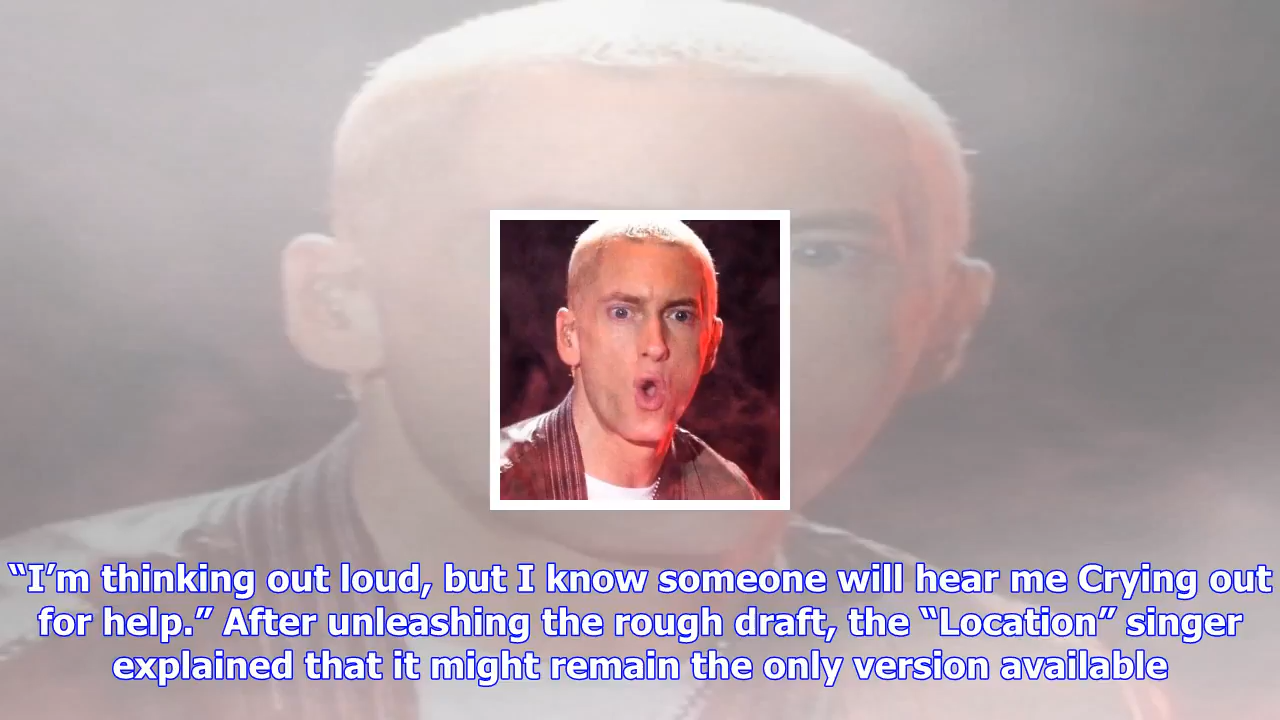 “I’m thinking out loud, but I know someone will hear me Crying out
for help.” After unleashing the rough draft, the “Location” singer
explained that it might remain the only version available